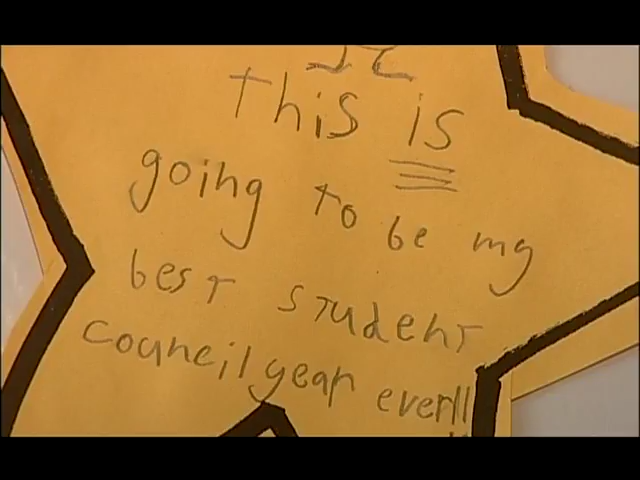 this is
going to be my
best student
council year ever!!